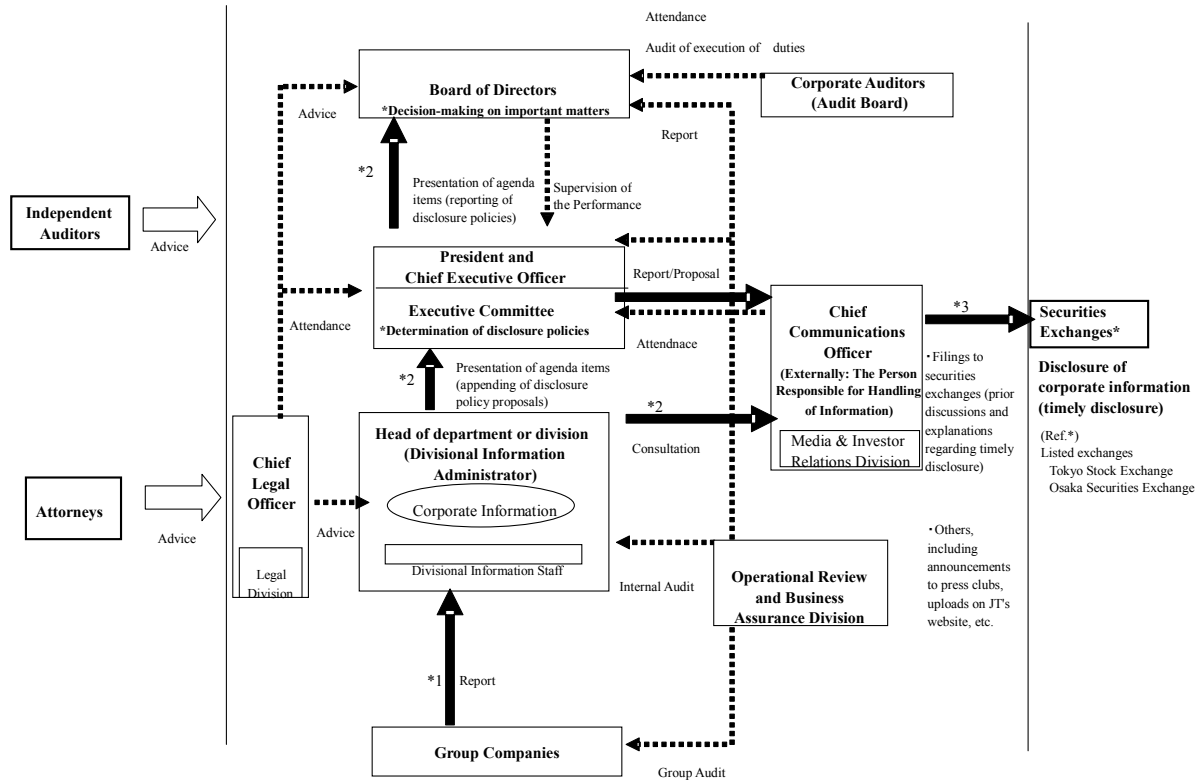 Attendance
Audit of execution of duties
Board of Directors
*Decision-making on important matters
Corporate Auditors
(Audit Board)
Advice
Report
*2
Presentation of agenda
items (reporting of
disclosure policies)
Supervision of
the Performance
Independent
Auditors
Advice
President and
Chief Executive Officer
Executive Committee
*Determination of disclosure policies
Report/Proposal
Attendance
Attendnace
Chief
Communications
Officer
(Externally: The Person
Responsible for Handling
of Information)
Media & Investor
Relations Division
*3
Securities
Exchanges*
・Filings to
securities
exchanges (prior
discussions and
explanations
regarding timely
disclosure)
Disclosure of
corporate information
(timely disclosure)
(Ref.*)
Listed exchanges
Tokyo Stock Exchange
Osaka Securities Exchange
*2
Presentation of agenda items
(appending of disclosure
policy proposals)
*2
Consultation
Head of department or division
(Divisional Information
Administrator)
Corporate Information
Divisional Information Staff
Chief
Legal
Officer
Legal
Division
Attorneys
Advice
Advice
Internal Audit
Operational Review
and Business
Assurance Division
・Others,
including
announcements
to press clubs,
uploads on JT's
website, etc.
*1
Report
Group Companies
Group Audit